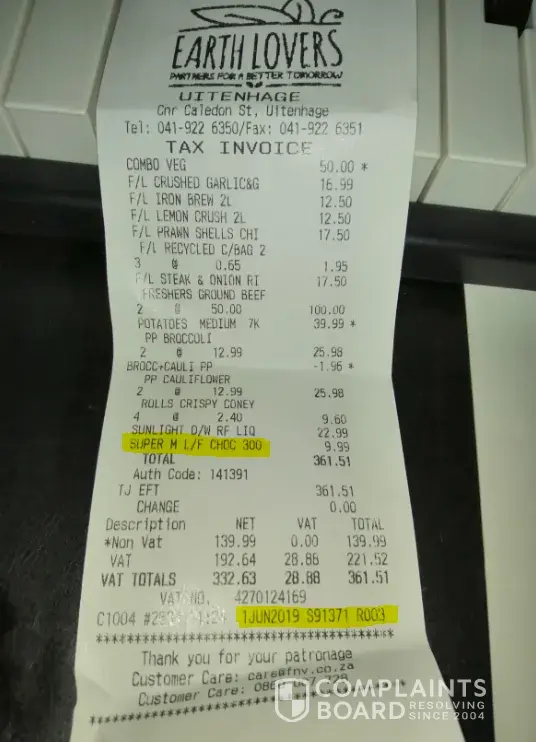 EARTH LOVERS
PARTNERS FOR A BETTER TOMORROW
UITENHAGE
Cnr Caledon St, Uitenhage
Tel: 041-922 6350/Fax: 041-922 6351
TAX INVOICE
COMBO VEG 50.00 *
F/L CRUSHED GARLIC&G 16.99
F/L IRON BREW 2L 12.50
F/L LEMON CRUSH 2L 12.50
F/L PRAWN SHELLS CHI 17.50
F/L RECYCLED C/BAG 2
3 @ 0.65 1.95
F/L STEAK & ONION RI 17.50
FRESHERS GROUND BEEF
2 @ 50.00 100.00
POTATOES MEDIUM 7K 39.99 *
PP BROCCOLI
2 @ 12.99 25.98
BROCC+CAULI PP -1.96 *
PP CAULIFLOWER
2 @ 12.99 25.98
ROLLS CRISPY CONEY
4 @ 2.40 9.60
SUNLIGHT D/W RF LIQ 22.99
SUPER M L/F CHOC 300 9.99
TOTAL 361.51
Auth Code: 141391
TJ EFT 361.51
CHANGE 0.00
Description NET VAT TOTAL
*Non Vat 139.99 0.00 139.99
VAT 192.64 28.88 221.52
VAT TOTALS 332.63 28.88 361.51
VAT NO. 4270124169
C1004 1JUN2019 S91371 R003
************************************
Thank you for your patronage
Customer Care: care@fnv.co.za
Customer Care:
************************************
COMPLAINTS
BOARD RESOLVING SINCE 2004